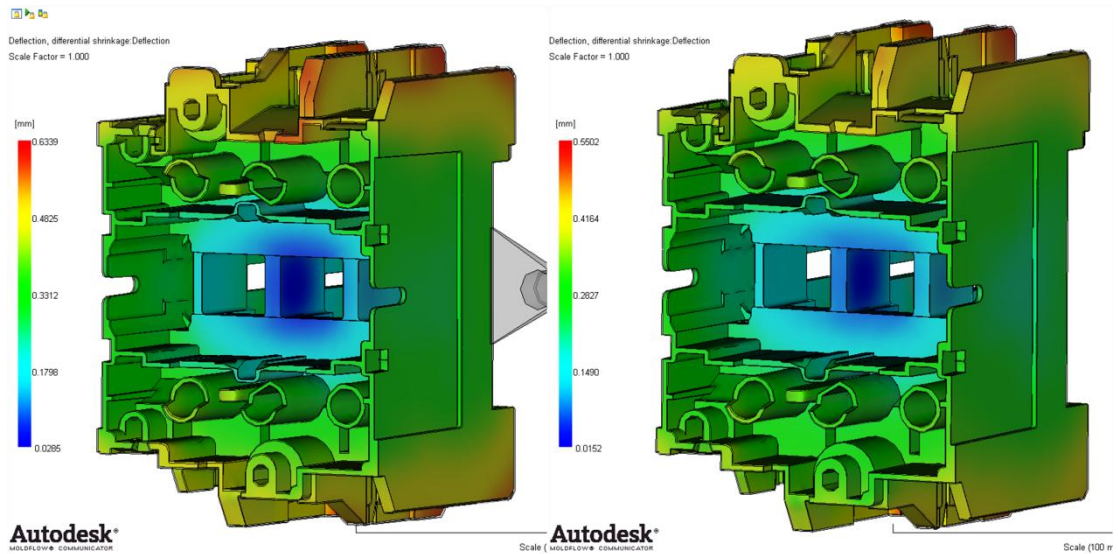 Deflection, differential shrinkage:Deflection
Scale Factor = 1.000
[mm]
0.6339
0.4825
0.3312
0.1798
0.0285
Autodesk®
MOLDFLOW® COMMUNICATOR
Scale (
Deflection, differential shrinkage:Deflection
Scale Factor = 1.000
[mm]
0.5502
0.4164
0.2827
0.1490
0.0152
Autodesk®
MOLDFLOW® COMMUNICATOR
Scale (100 m